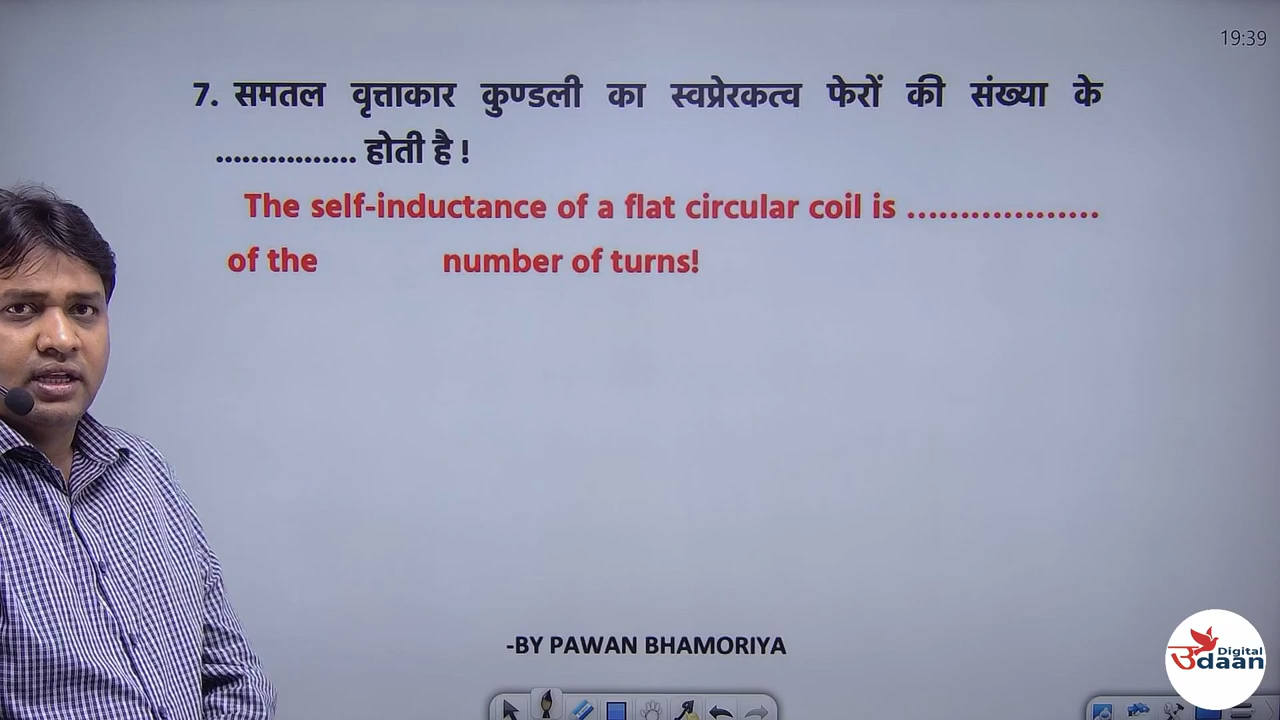 19:39
7. समतल वृत्ताकार कुण्डली का स्वप्रेरकत्व फेरों की संख्या के
................ होती है !
The self-inductance of a flat circular coil is ...................
of the number of turns!
-BY PAWAN BHAMORIYA
Digital
उdaan